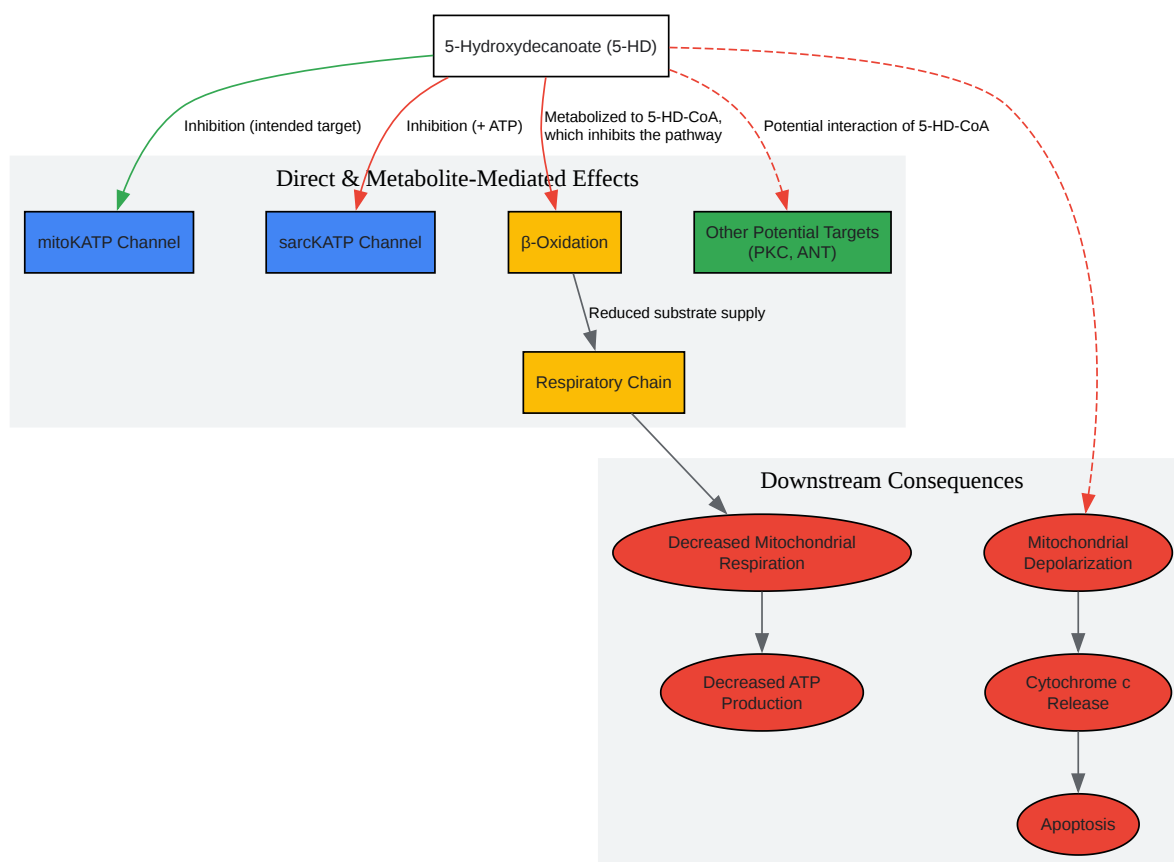 5-Hydroxydecanoate (5-HD)
Inhibition (intended target)
Inhibition (+ ATP)
Metabolized to 5-HD-CoA,
which inhibits the pathway
Potential interaction of 5-HD-CoA
Direct & Metabolite-Mediated Effects
mitoKATP Channel
sarcKATP Channel
β-Oxidation
Other Potential Targets
(PKC, ANT)
Reduced substrate supply
Respiratory Chain
Downstream Consequences
Decreased Mitochondrial
Respiration
Mitochondrial
Depolarization
Decreased ATP
Production
Cytochrome c
Release
Apoptosis